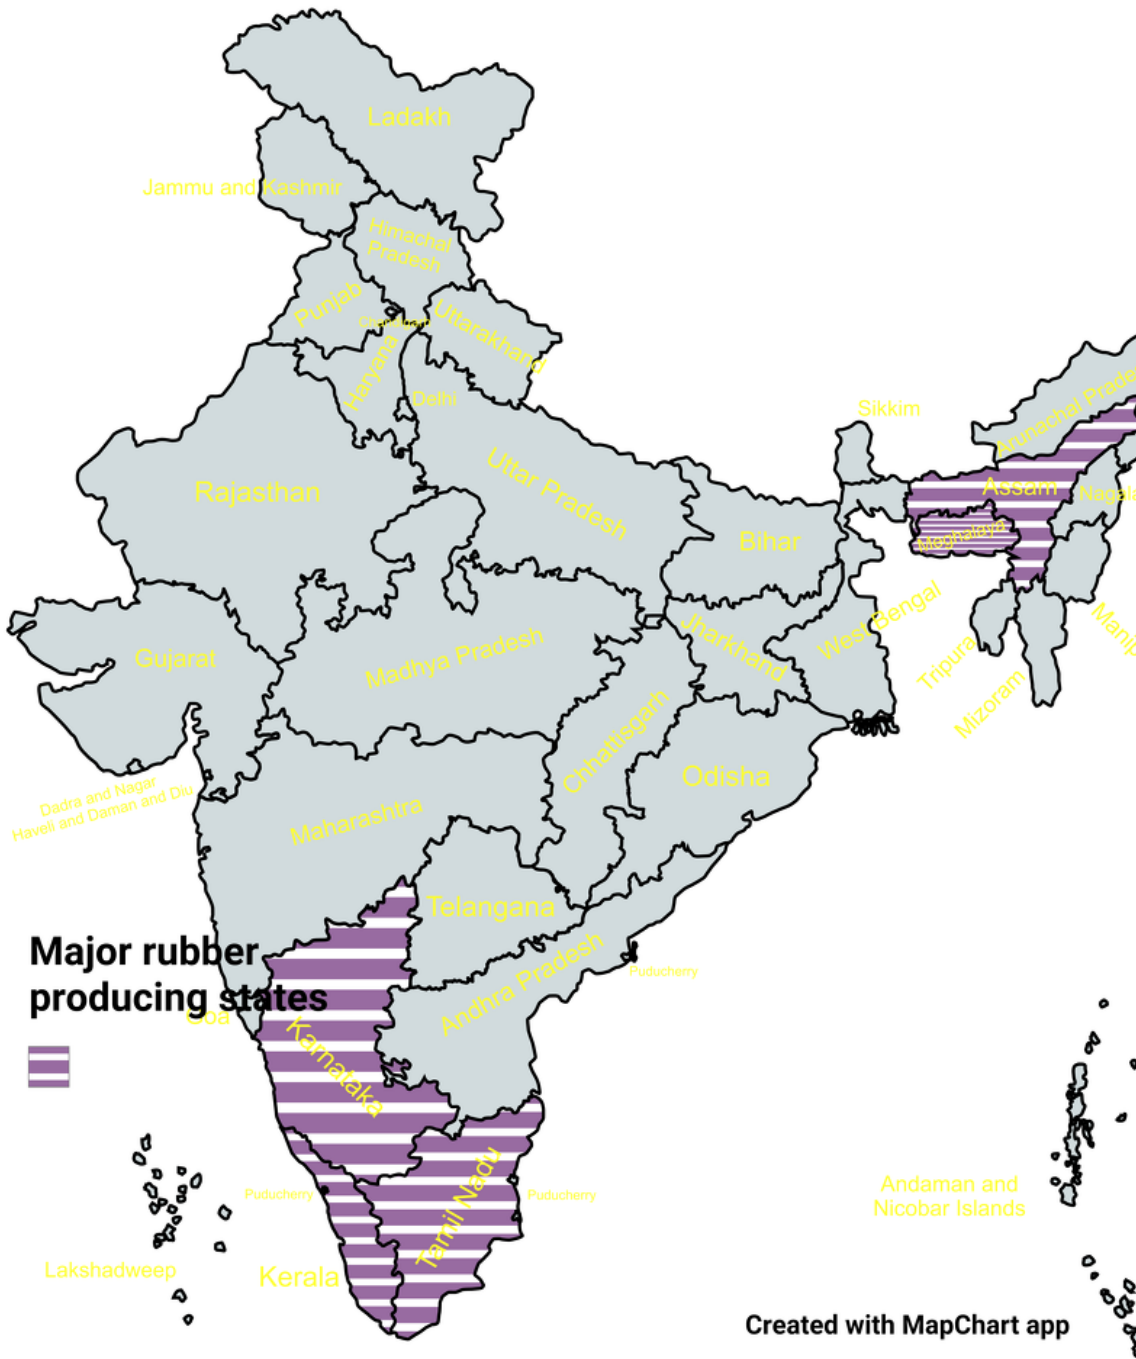 Ladakh
Jammu and Kashmir
Himachal
Pradesh
Punjab
Chandigarh
Uttarakhand
Haryana
Delhi
Sikkim
Arunachal Prade
Rajasthan
Uttar Pradesh
Assam
Nagala
Bihar
Meghalaya
Gujarat
Madhya Pradesh
Jharkhand
West Bengal
Tripura
Manip
Mizoram
Chhattisgarh
Odisha
Dadra and Nagar
Haveli and Daman and Diu
Maharashtra
Telangana
Major rubber
producing states
Andhra Pradesh
Puducherry
Goa
Karnataka
Tamil Nadu
Puducherry
Puducherry
Andaman and
Nicobar Islands
Lakshadweep
Kerala
Created with MapChart app